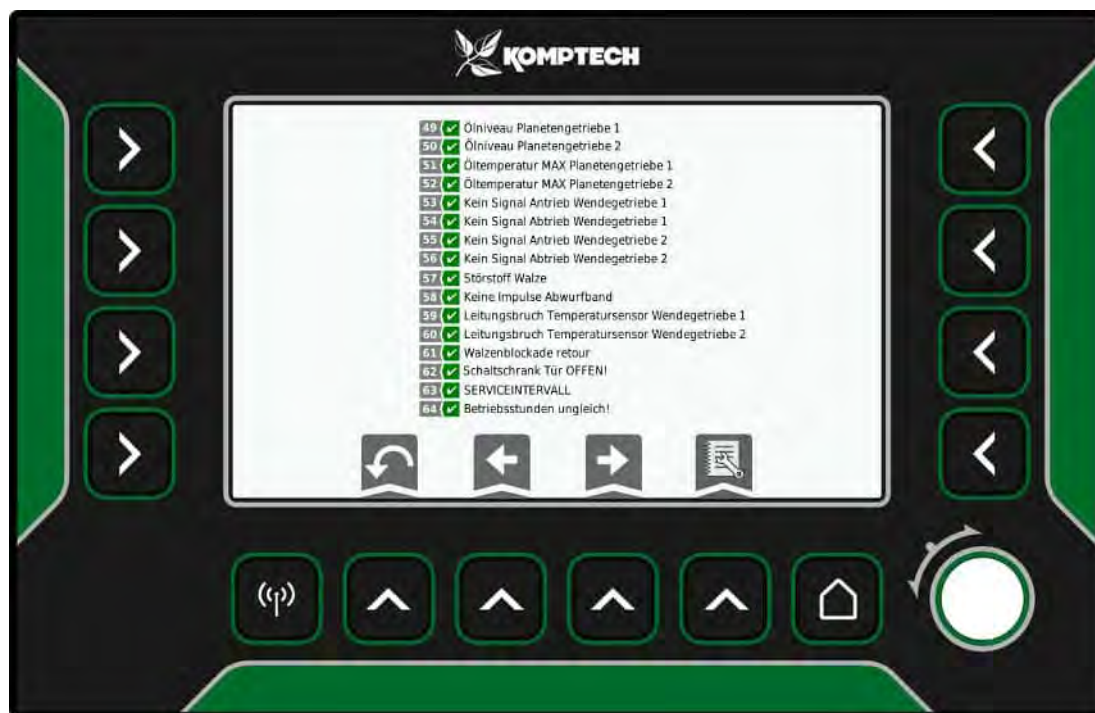 KOMPTECH
49 Ölniveau Planetengetriebe 1
50 Ölniveau Planetengetriebe 2
51 Öltemperatur MAX Planetengetriebe 1
52 Öltemperatur MAX Planetengetriebe 2
53 Kein Signal Antrieb Wendegetriebe 1
54 Kein Signal Abtrieb Wendegetriebe 1
55 Kein Signal Antrieb Wendegetriebe 2
56 Kein Signal Abtrieb Wendegetriebe 2
57 Störstoff Walze
58 Keine Impulse Abwurfband
59 Leitungsbruch Temperatursensor Wendegetriebe 1
60 Leitungsbruch Temperatursensor Wendegetriebe 2
61 Walzenblockade retour
62 Schaltschrank Tür OFFEN!
63 SERVICEINTERVALL
64 Betriebsstunden ungleich!